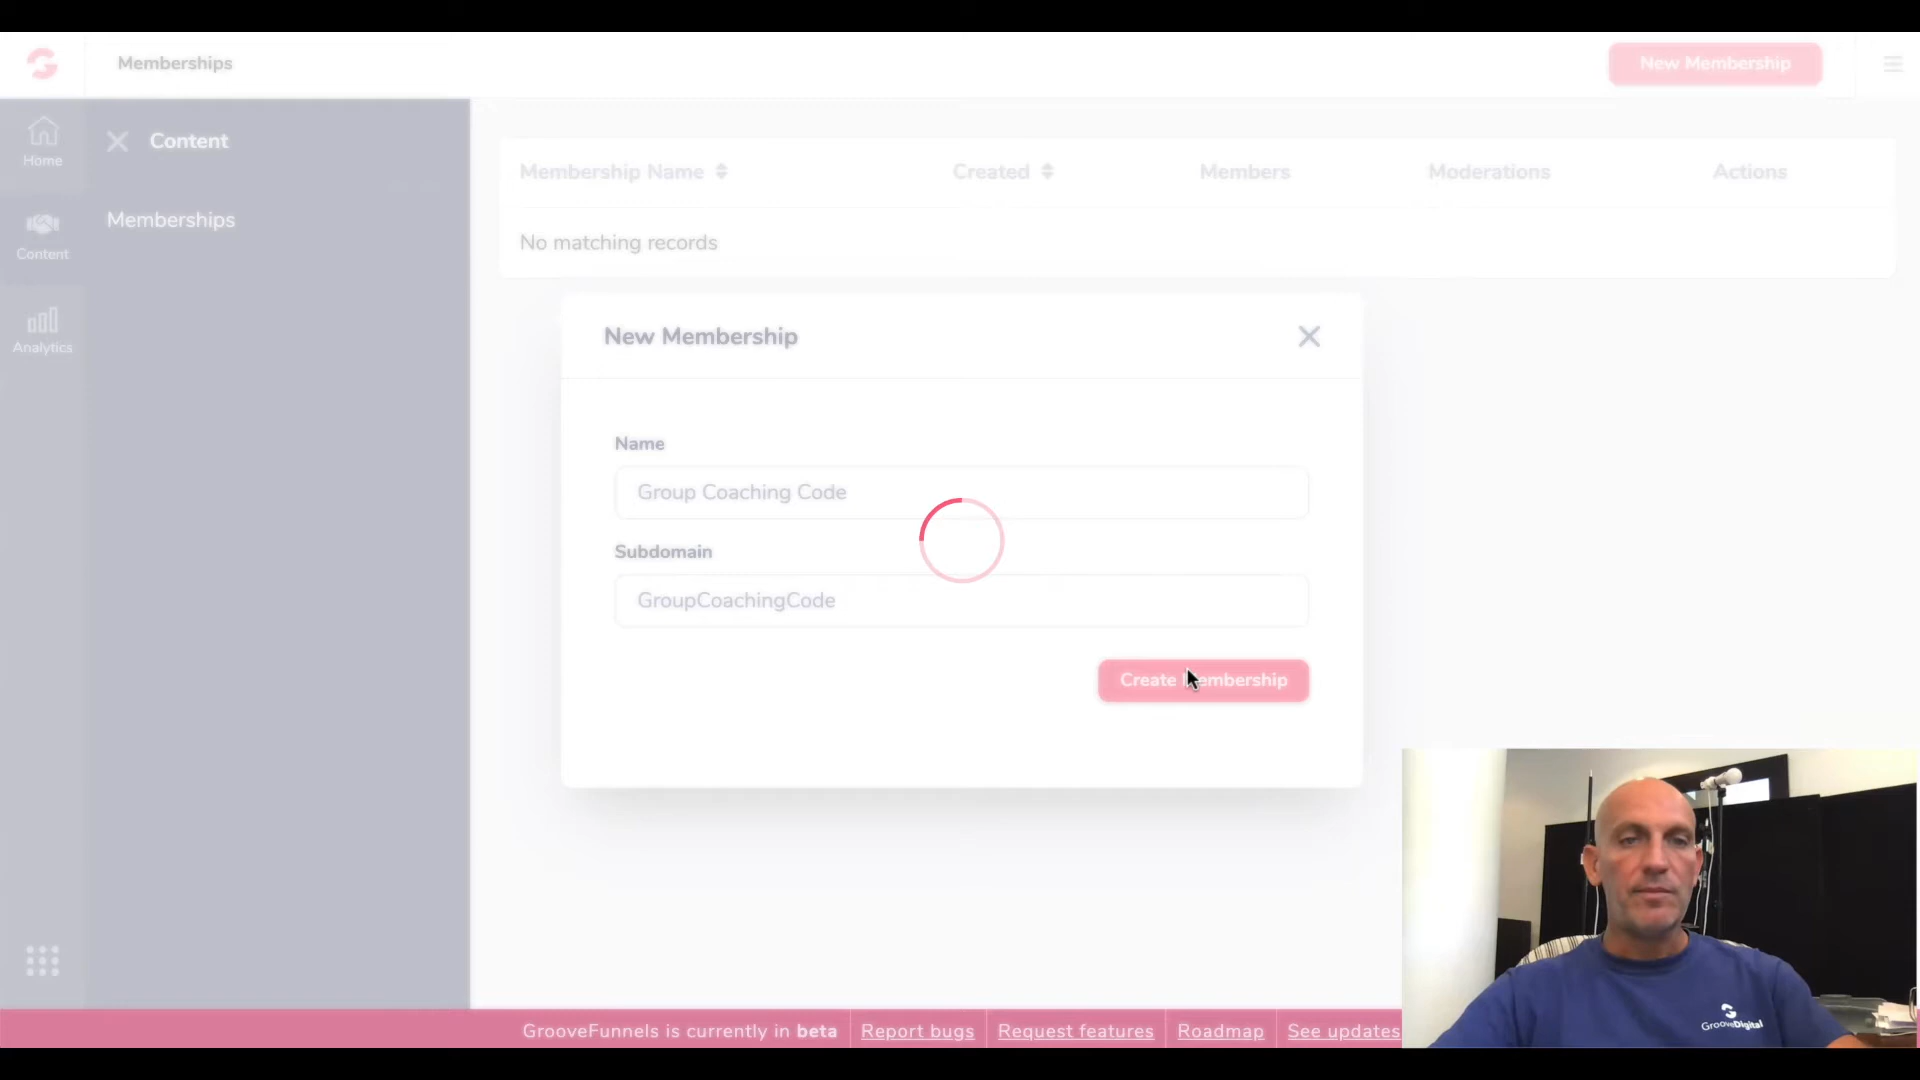 Memberships
New Membership
Home
Content
Analytics
Content
Memberships
Membership Name
Created
Members
Moderations
Actions
No matching records
New Membership
Name
Group Coaching Code
Subdomain
GroupCoachingCode
Create Membership
GrooveFunnels is currently in beta
Report bugs
Request features
Roadmap
See updates
GrooveDigital